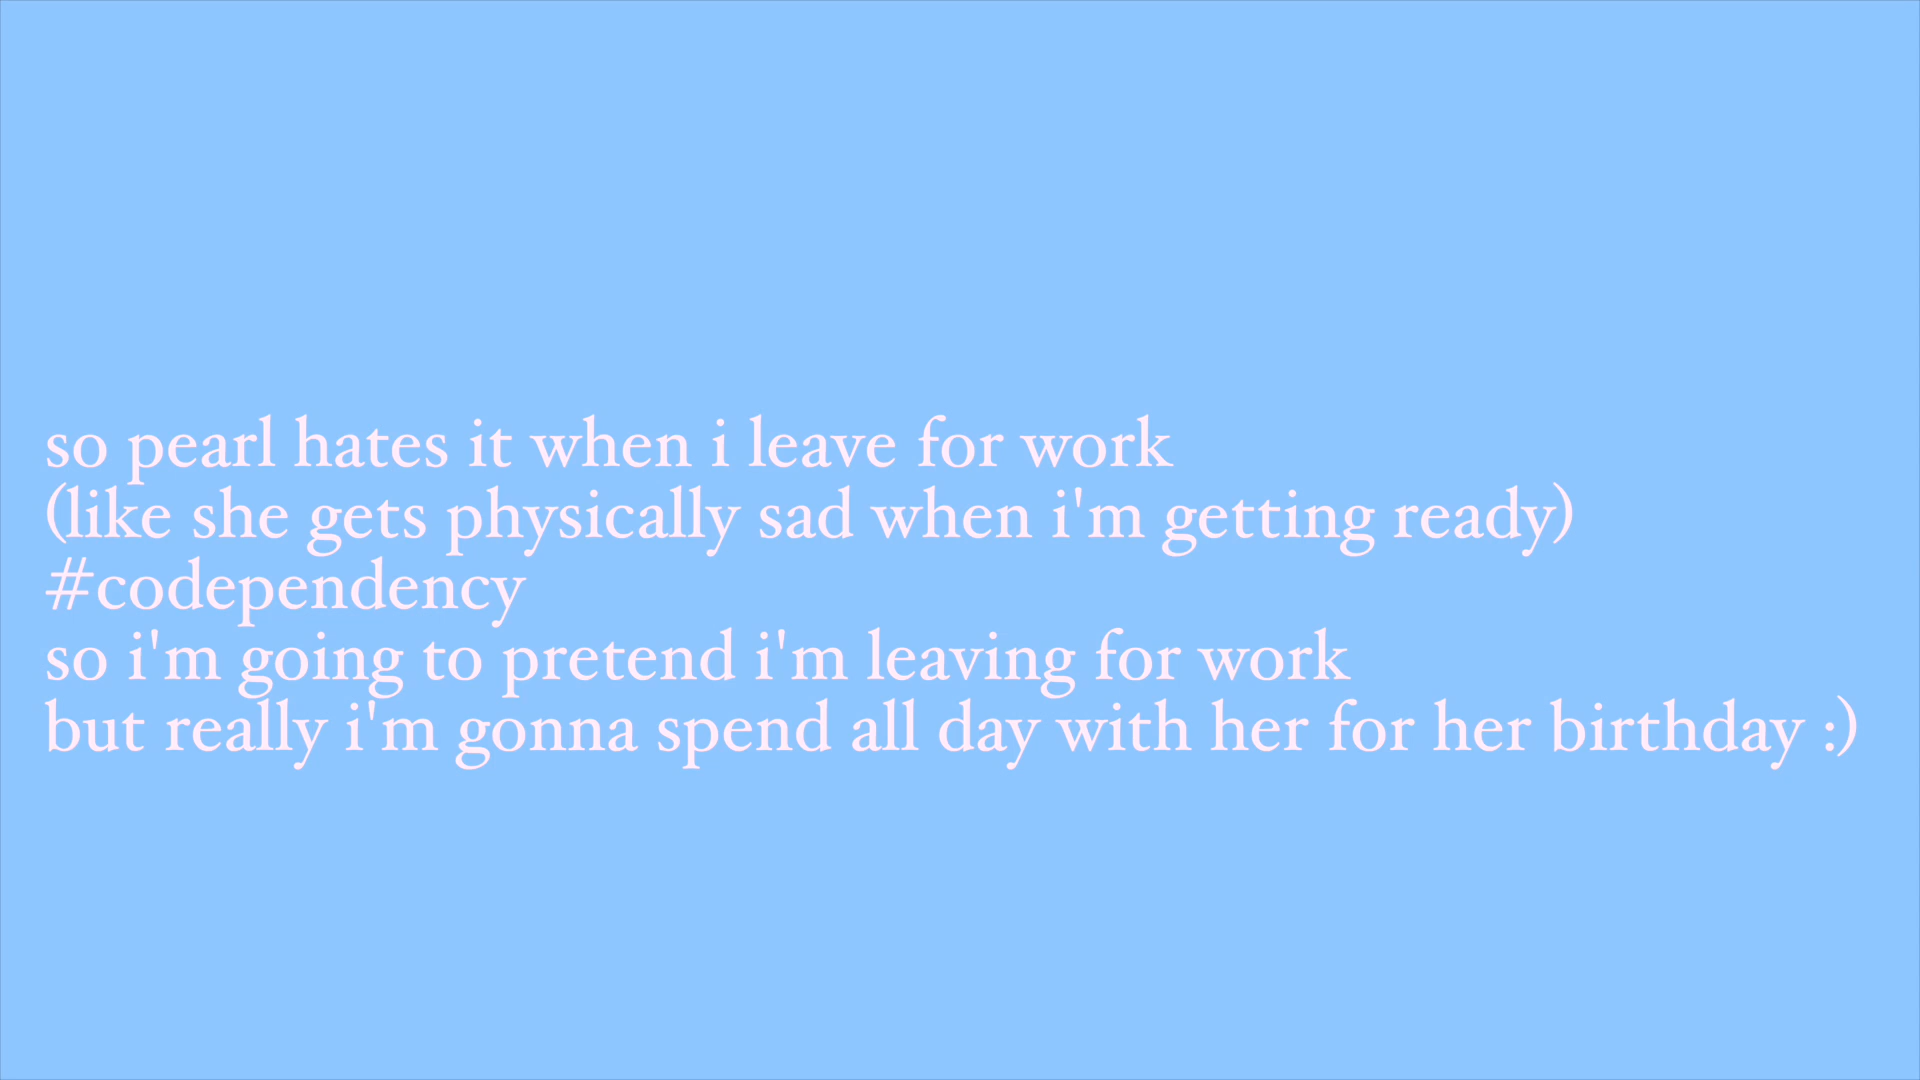 so pearl hates it when i leave for work
(like she gets physically sad when i'm getting ready)
#codependency
so i'm going to pretend i'm leaving for work
but really i'm gonna spend all day with her for her birthday :)